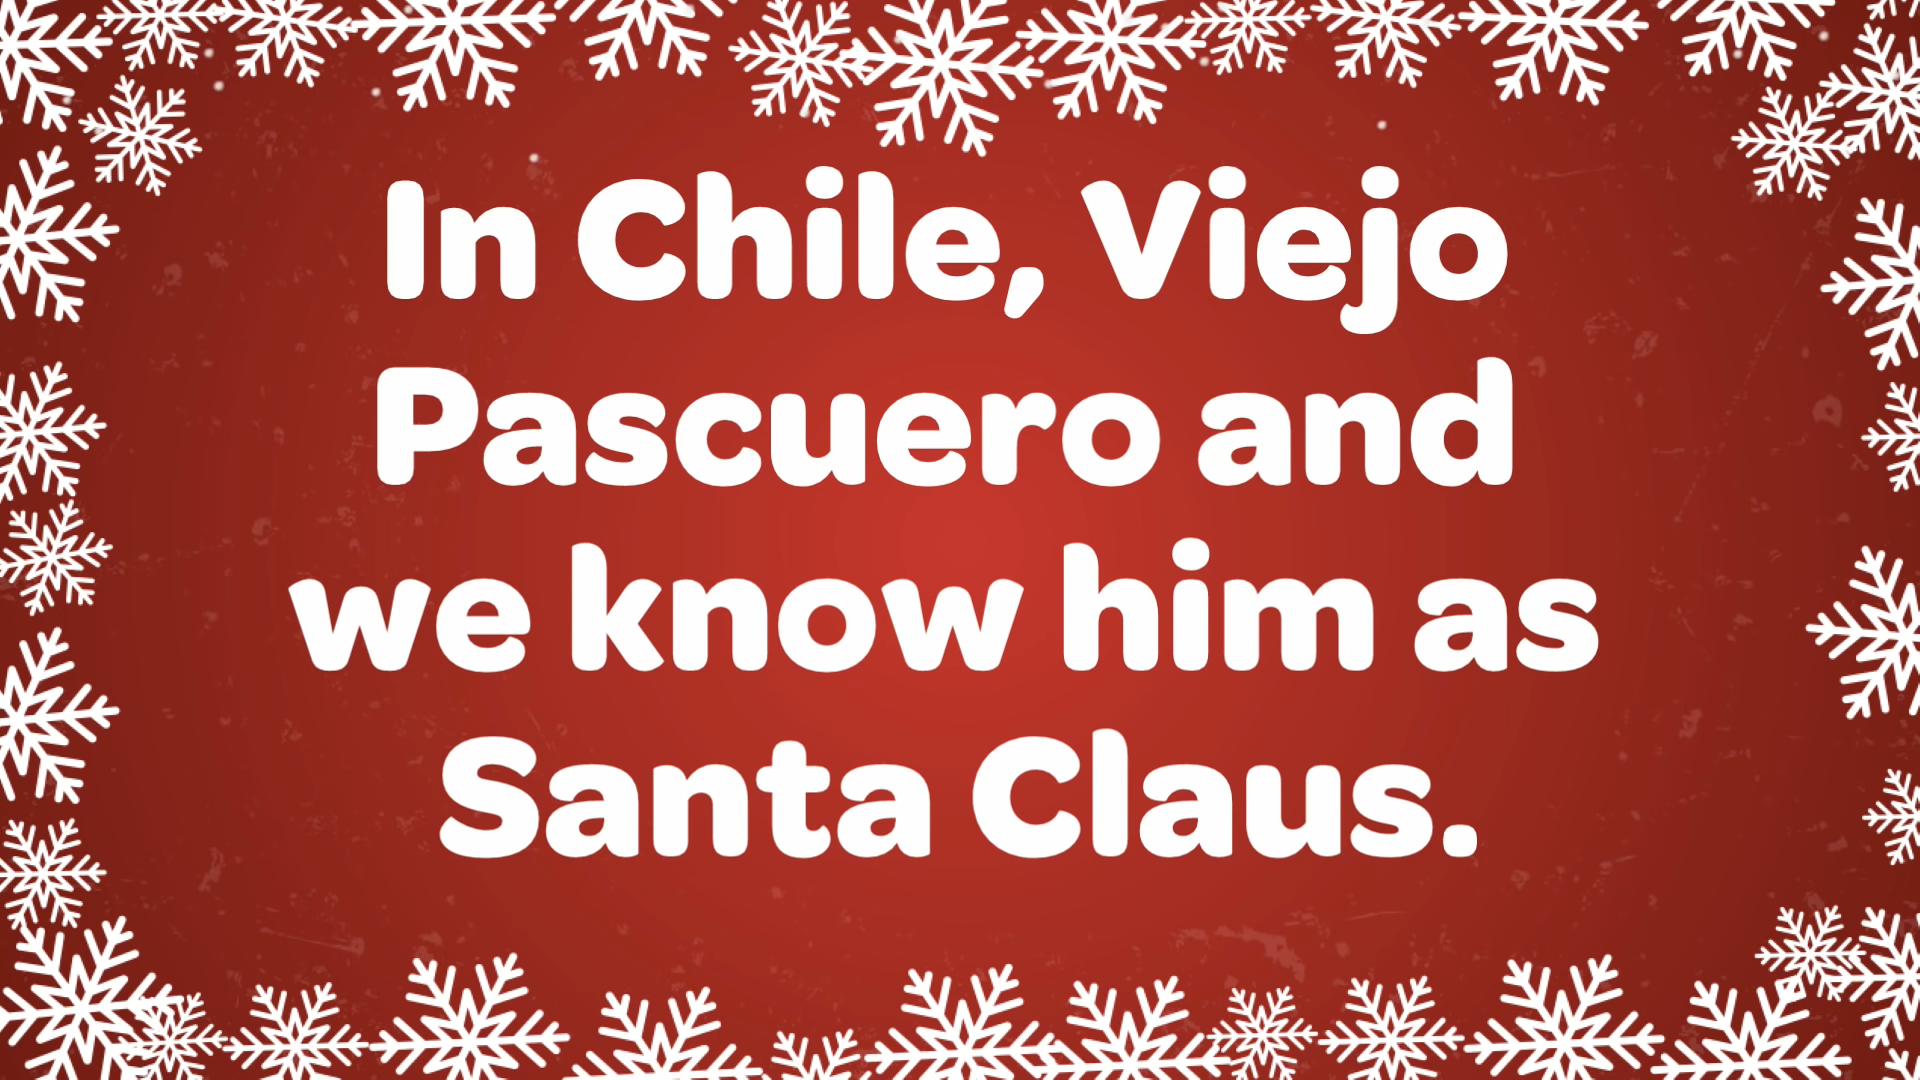 In Chile, Viejo
Pascuero and
we know him as
Santa Claus.